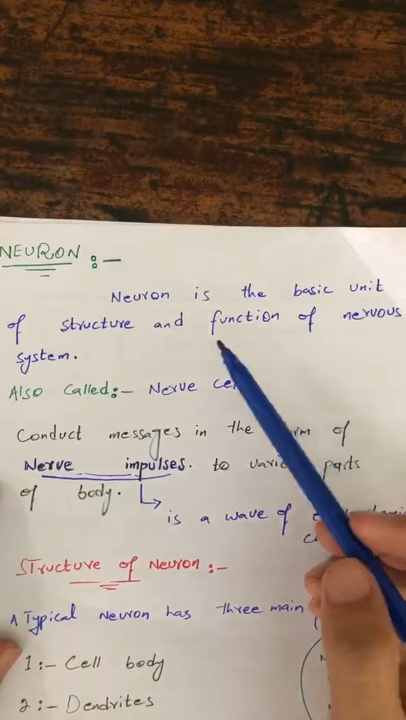 NEURON :-
Neuron is the basic unit
of structure and function of nervous
system.
Also Called:- Nerve
Conduct messages in the of
Nerve impulses. to parts
of body.
is a wave of
Structure of Neuron :-
A Typical Neuron has three main
1:- Cell body
2:- Dendrites